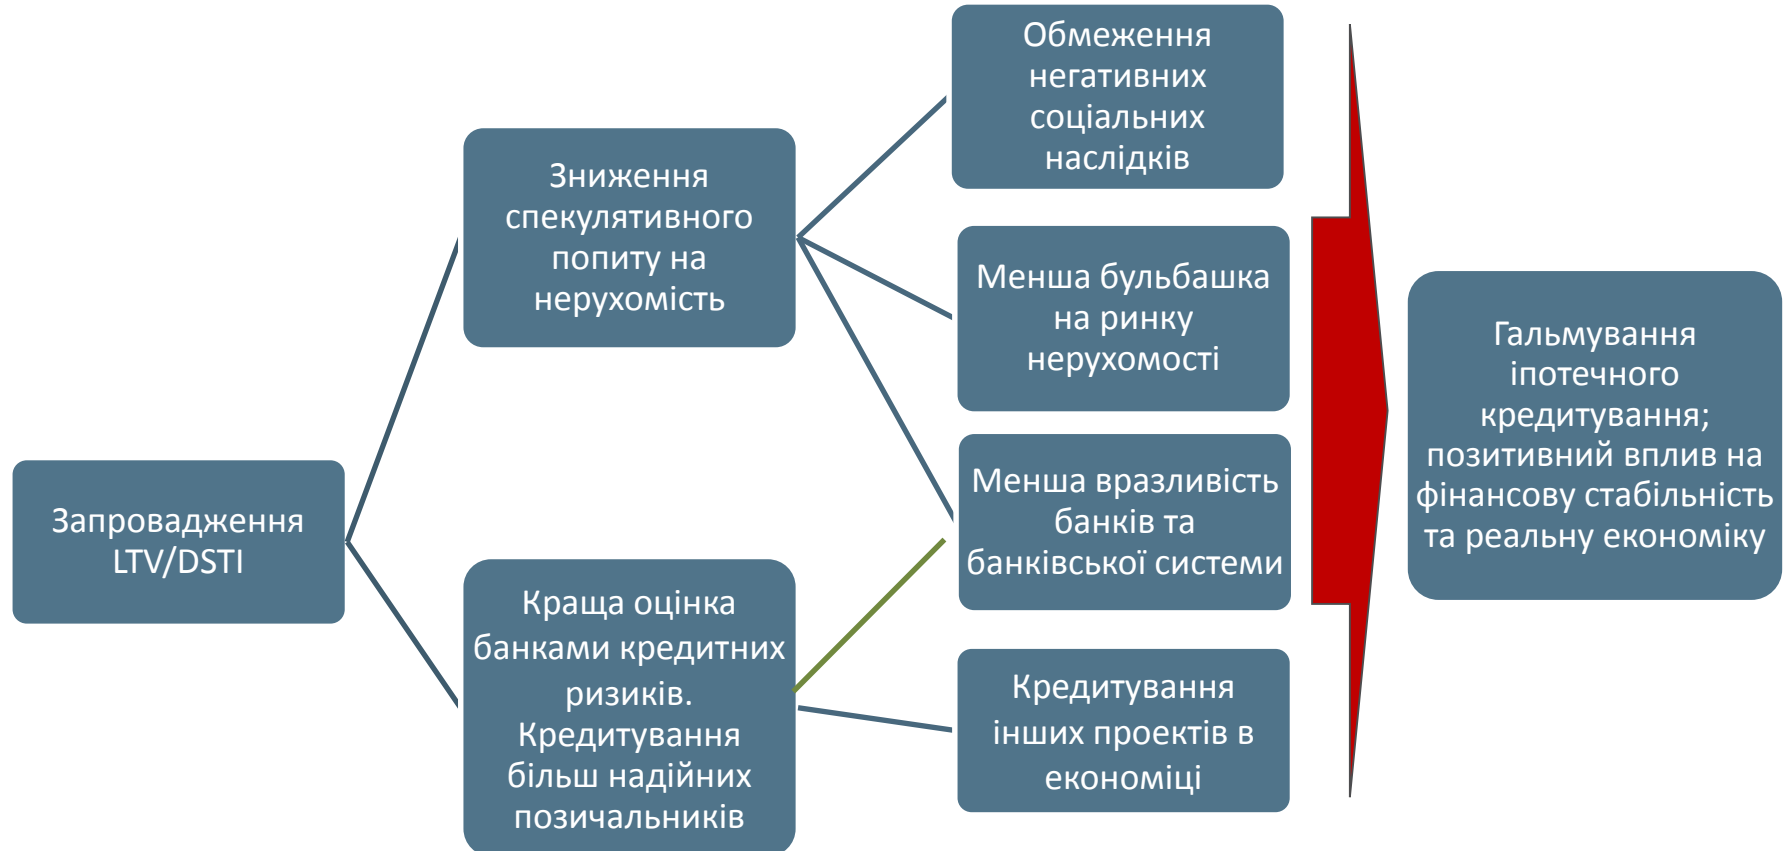 Запровадження
LTV/DSTI
Зниження
спекулятивного
попиту на
нерухомість
Краща оцінка
банками кредитних
ризиків.
Кредитування
більш надійних
позичальників
Обмеження
негативних
соціальних
наслідків
Менша бульбашка
на ринку
нерухомості
Менша вразливість
банків та
банківської системи
Кредитування
інших проектів в
економіці
Гальмування
іпотечного
кредитування;
позитивний вплив на
фінансову стабільність
та реальну економіку